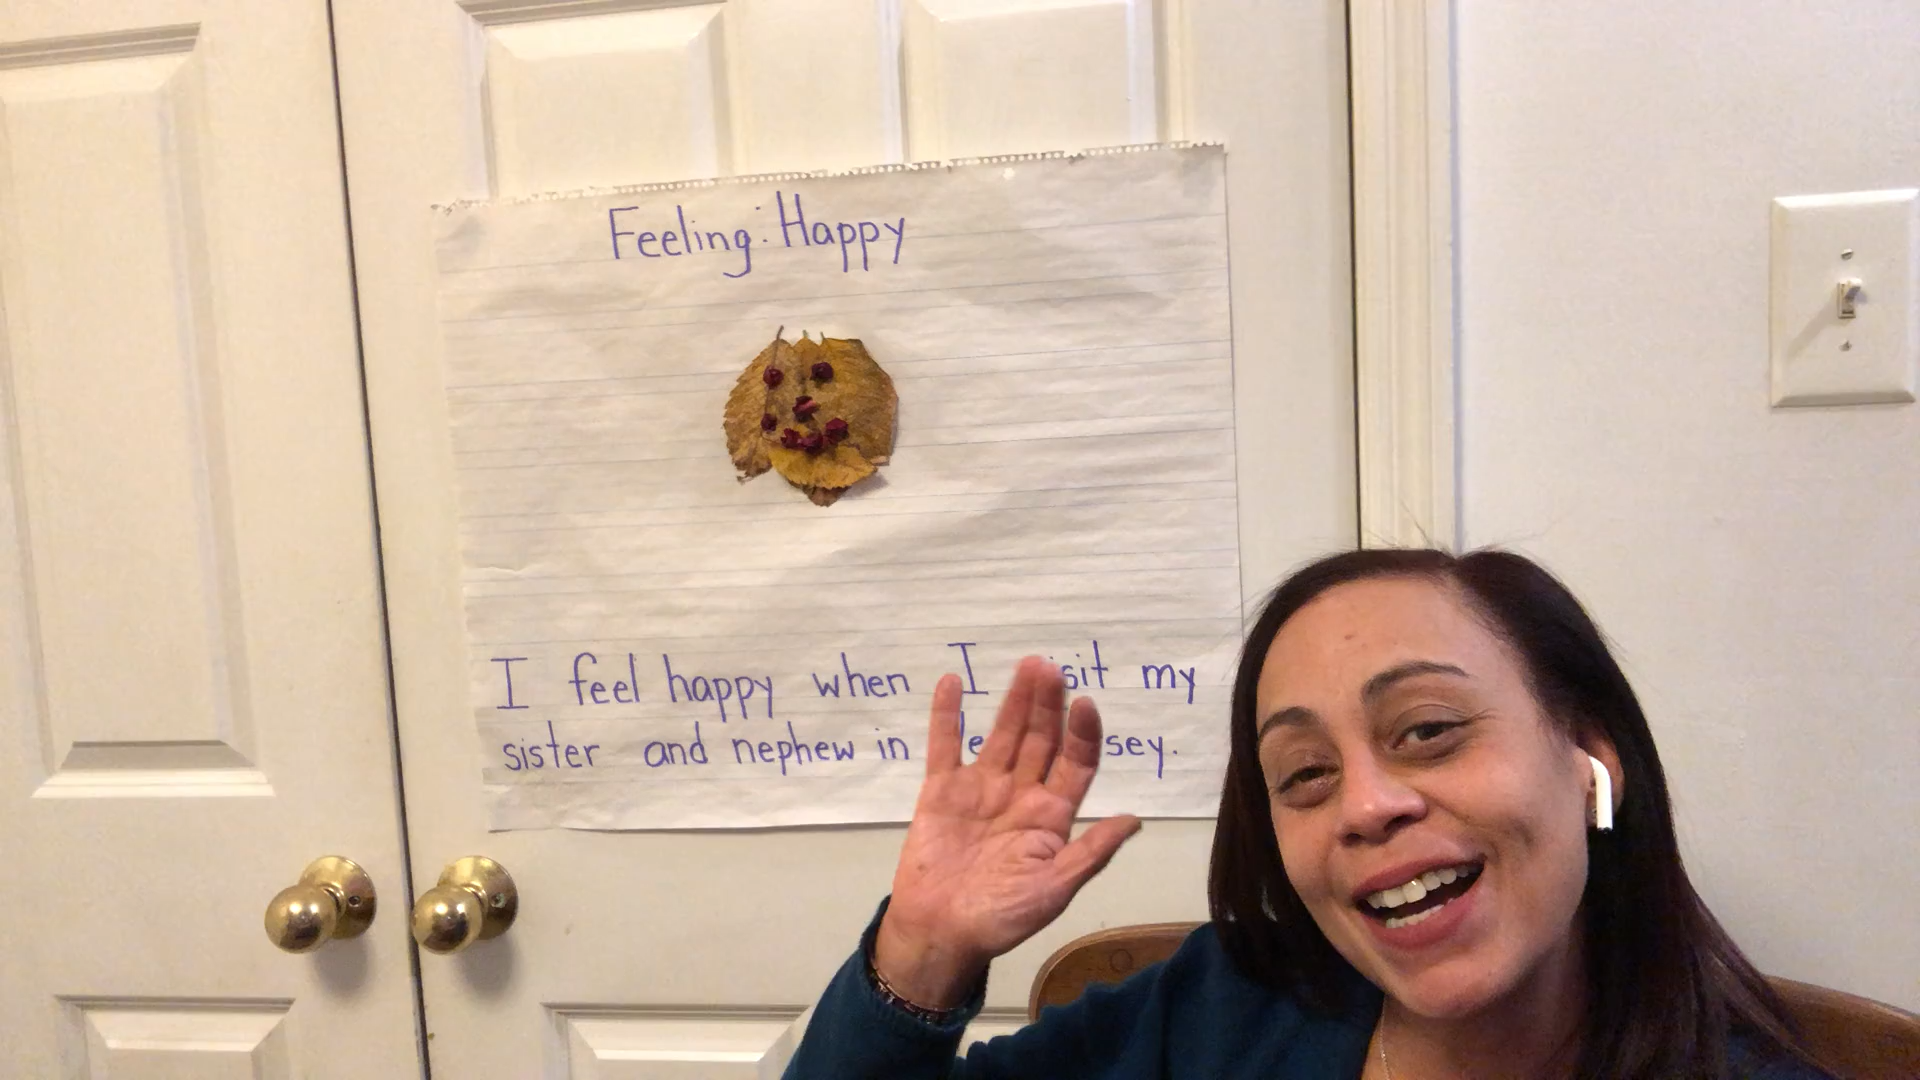 Feeling: Happy
I feel happy when I visit my
sister and nephew in